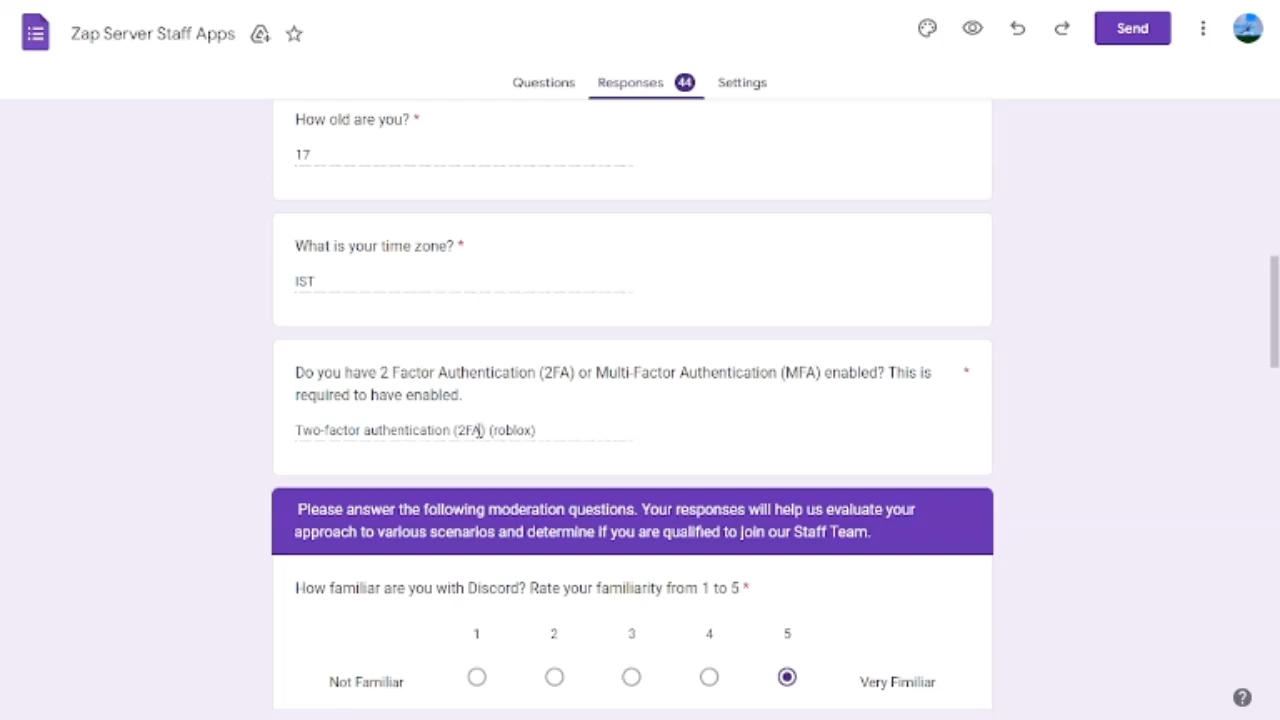 Zap Server Staff Apps
Send
Questions Responses 44 Settings
How old are you? *
17
What is your time zone? *
IST
Do you have 2 Factor Authentication (2FA) or Multi-Factor Authentication (MFA) enabled? This is *
required to have enabled.
Two-factor authentication (2FA) (roblox)
Please answer the following moderation questions. Your responses will help us evaluate your
approach to various scenarios and determine if you are qualified to join our Staff Team.
How familiar are you with Discord? Rate your familiarity from 1 to 5 *
1 2 3 4 5
Not Familiar Very Fimiliar